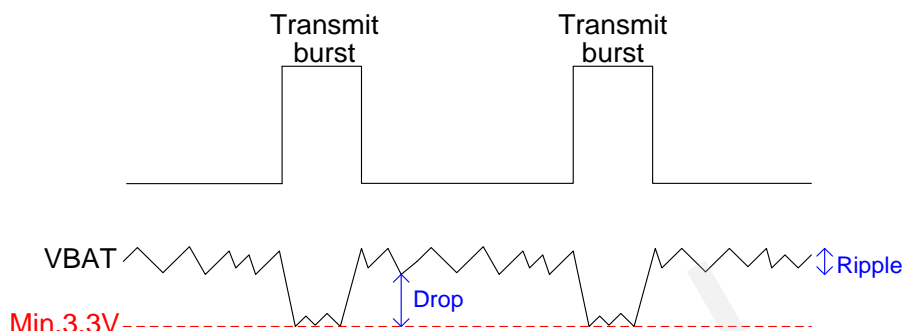 Transmit
burst
Transmit
burst
VBAT
Ripple
Drop
Min.3.3V